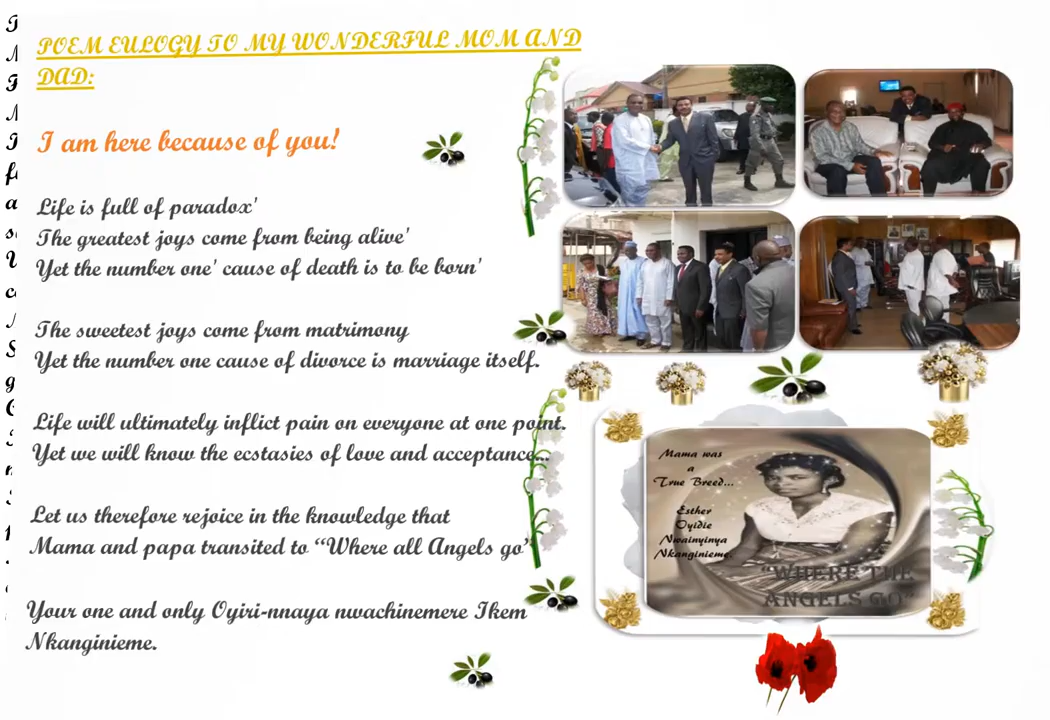 POEM EULOGY TO MY WONDERFUL MOM AND
DAD:
I am here because of you!
Life is full of paradox'
The greatest joys come from being alive'
Yet the number one' cause of death is to be born'
The sweetest joys come from matrimony
Yet the number one cause of divorce is marriage itself.
Life will ultimately inflict pain on everyone at one point.
Yet we will know the ecstasies of love and acceptance...
Let us therefore rejoice in the knowledge that
Mama and papa transited to “Where all Angels go”
Your one and only Oyiri-nnaya nwachinemere Ikem
Nkanginieme.
Mama was
a
True Breed...
Esther
Oyidie
Nwainyinya
Nkanginieme.
“WHERE THE
ANGELS GO”